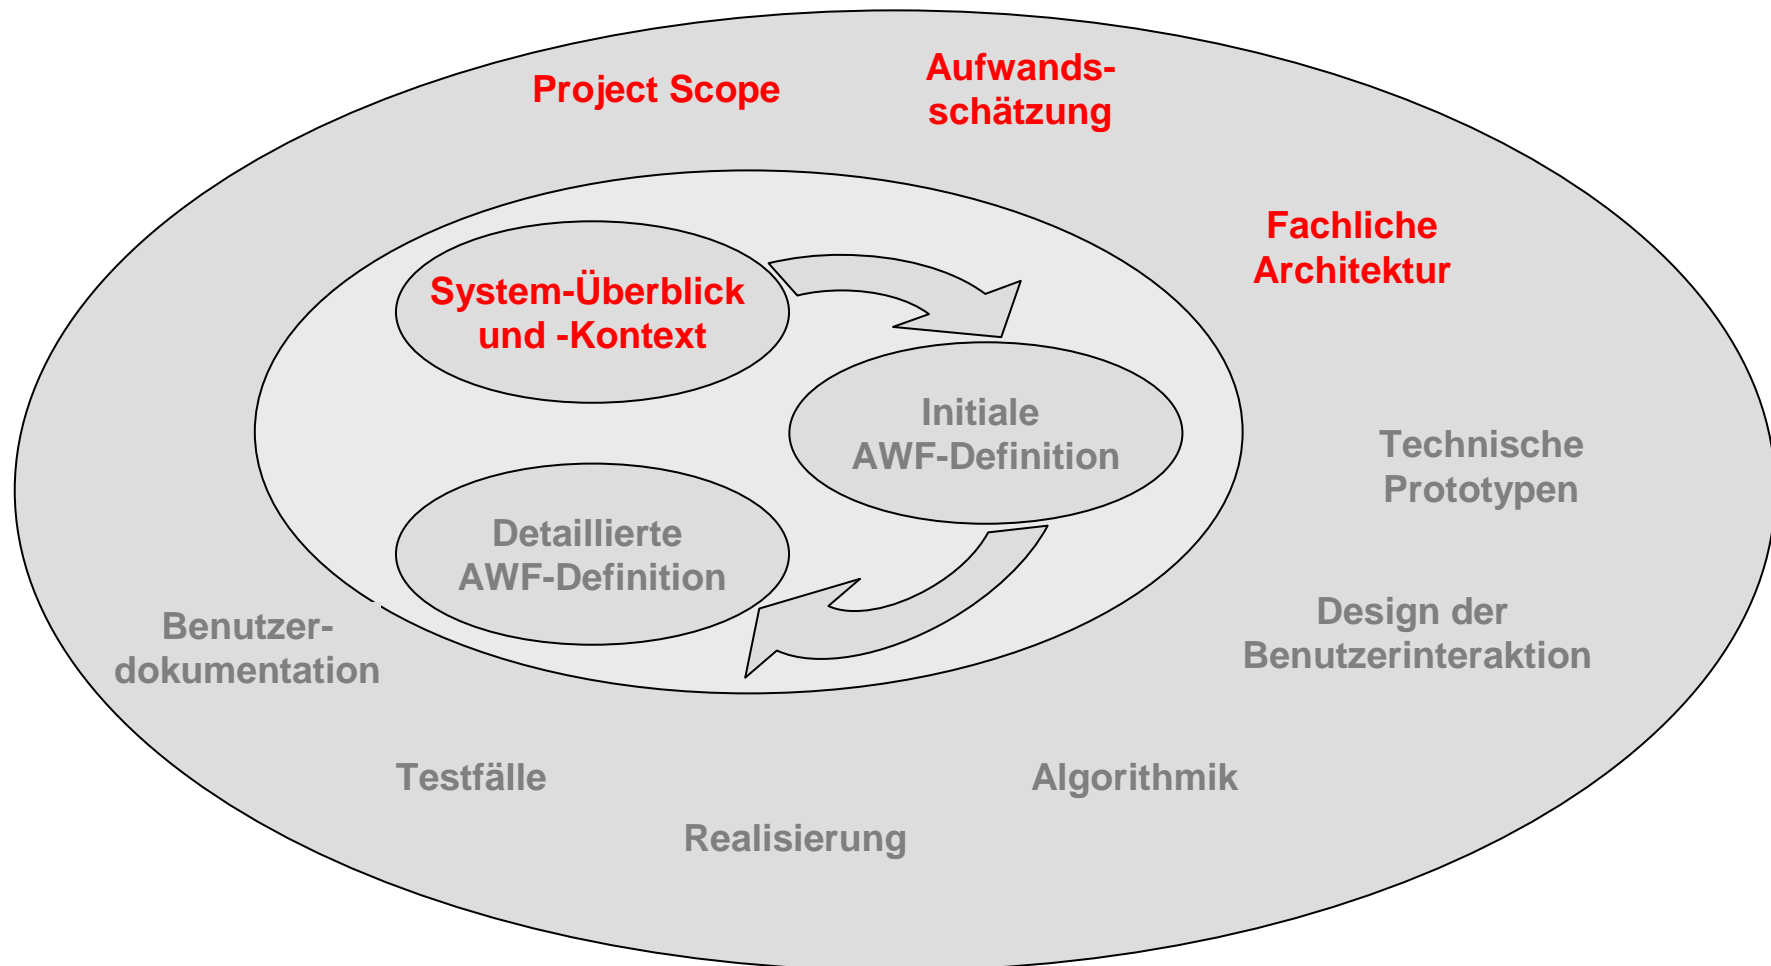 Project Scope
Aufwands-
schätzung
Fachliche
Architektur
System-Überblick
und -Kontext
Initiale
AWF-Definition
Technische
Prototypen
Detaillierte
AWF-Definition
Design der
Benutzerinteraktion
Benutzer-
dokumentation
Testfälle
Algorithmik
Realisierung